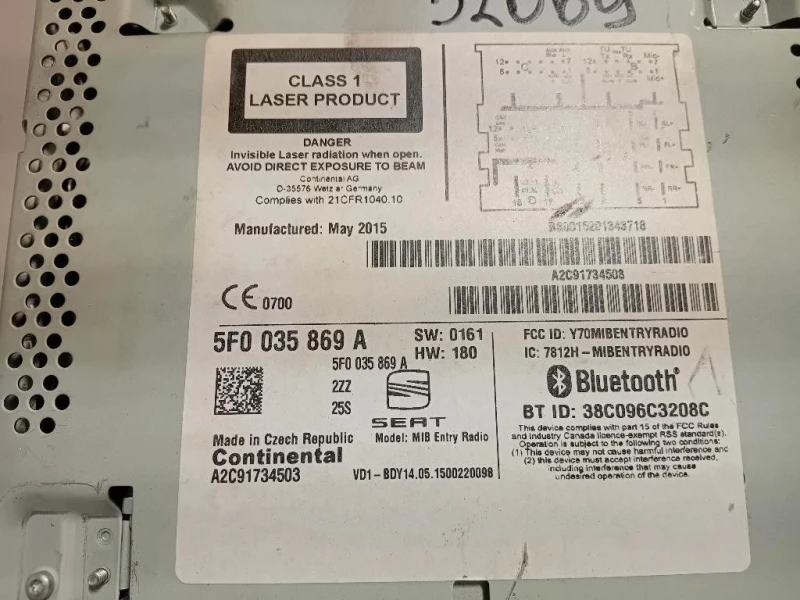 52069
CLASS 1
LASER PRODUCT
DANGER
Invisible Laser radiation when open.
AVOID DIRECT EXPOSURE TO BEAM
Continental AG
D-35576 Wetzlar Germany
Complies with 21CFR1040.10
Manufactured: May 2015
A2C91734503
CE 0700
5F0 035 869 A
SW: 0161
HW: 180
5F0 035 869 A
2ZZ
25S
SEAT
Made in Czech Republic
Model: MIB Entry Radio
Continental
A2C91734503
VD1-BDY14.05.1500220098
FCC ID: Y70MIBENTRYRADIO
IC: 7812H-MIBENTRYRADIO
Bluetooth
BT ID: 38C096C3208C
This device complies with part 15 of the FCC Rules
and Industry Canada licence-exempt RSS standard(s).
Operation is subject to the following two conditions:
(1) This device may not cause harmful interference and
(2) this device must accept interference received,
including interference that may cause
undesired operation of the device.